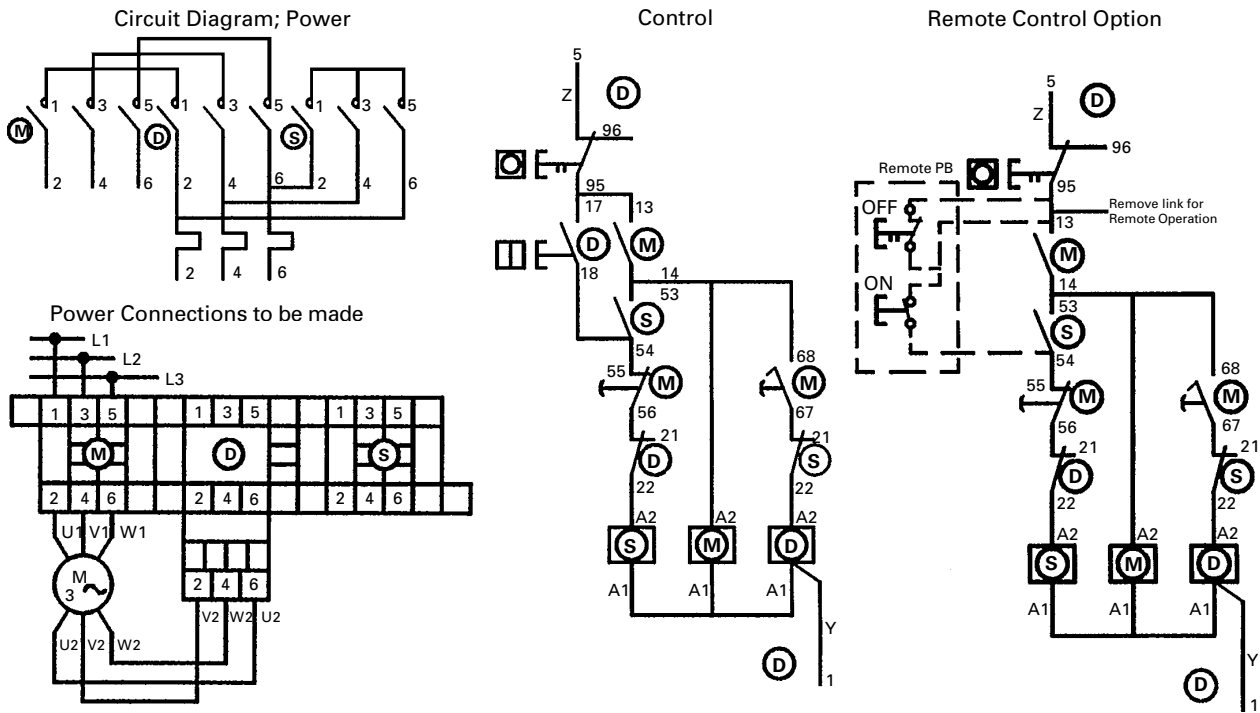 Circuit Diagram; Power
1 3 5 1 3 5 1 3 5
M D S
2 4 6 2 4 6 2 4 6
2 4 6
Power Connections to be made
L1
L2
L3
1 3 5 1 3 5 1 3 5
M D S
2 4 6 2 4 6 2 4 6
U1 V1 W1
M
3
2 4 6
V2 W2 U2
U2 V2 W2
Control
5
Z D
96
95
17 13
D M
18 14
53
S
54 68
55 M M
56 67
21 21
D S
22 22
A2 A2 A2
S M D
A1 A1 A1
Y
D
1
Remote Control Option
5
Z D
96
Remote PB
95
OFF
Remove link for
Remote Operation
13
M
ON 14
53
S
54 68
55 M M
56 67
21 21
D S
22 22
A2 A2 A2
S M D
A1 A1 A1
Y
D
1